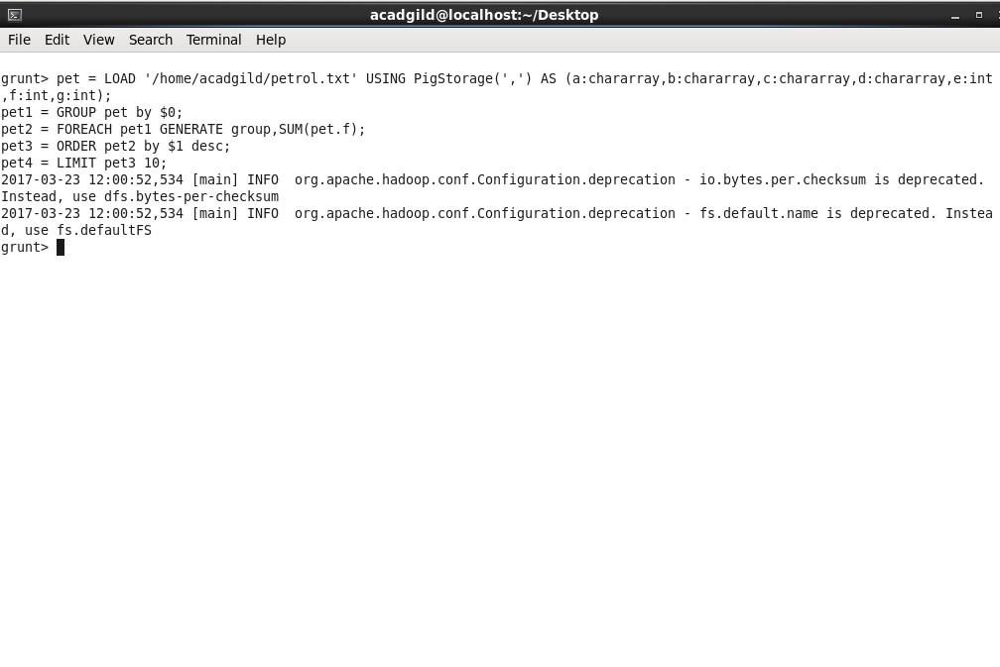 acadgild@localhost:~/Desktop
File Edit View Search Terminal Help
grunt> pet = LOAD '/home/acadgild/petrol.txt' USING PigStorage(',') AS (a:chararray,b:chararray,c:chararray,d:chararray,e:int
,f:int,g:int);
pet1 = GROUP pet by $0;
pet2 = FOREACH pet1 GENERATE group,SUM(pet.f);
pet3 = ORDER pet2 by $1 desc;
pet4 = LIMIT pet3 10;
2017-03-23 12:00:52,534 [main] INFO  org.apache.hadoop.conf.Configuration.deprecation - io.bytes.per.checksum is deprecated.
Instead, use dfs.bytes-per-checksum
2017-03-23 12:00:52,534 [main] INFO  org.apache.hadoop.conf.Configuration.deprecation - fs.default.name is deprecated. Instea
d, use fs.defaultFS
grunt>